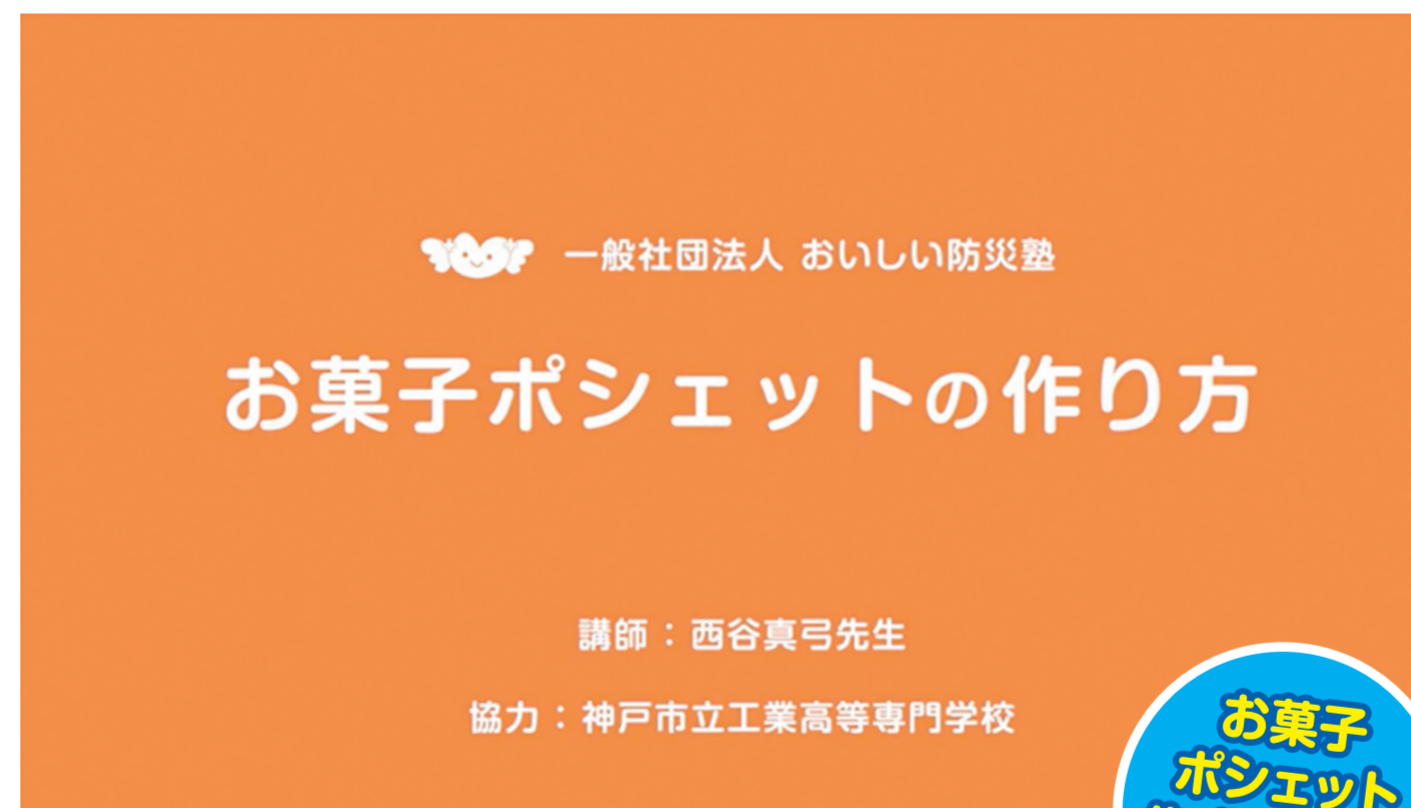 一般社団法人 おいしい防災塾
お菓子ポシェットの作り方
講師：西谷真弓先生
協力：神戸市立工業高等専門学校
お菓子
ポシェット